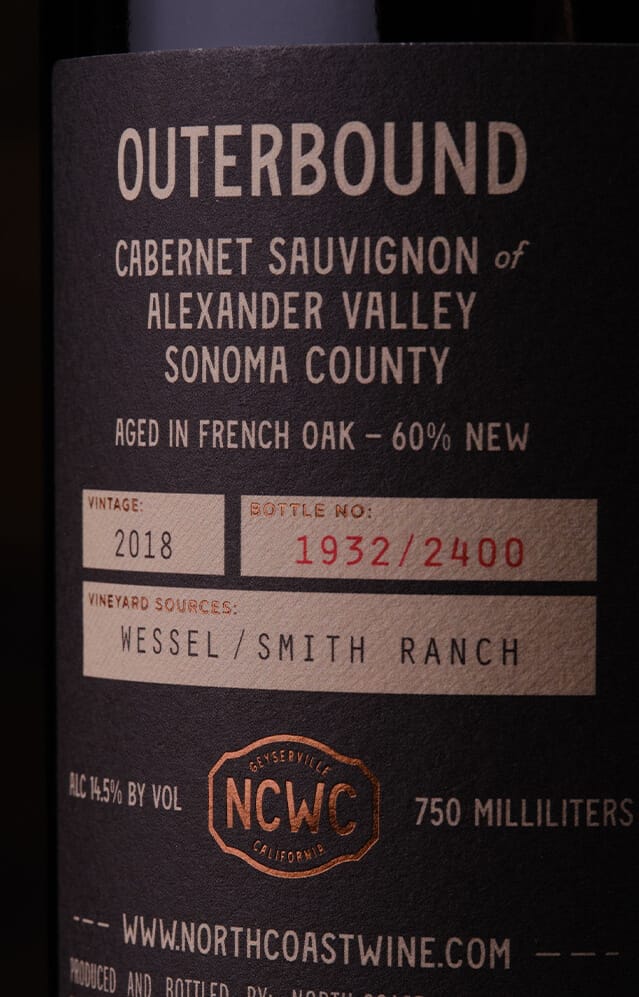 OUTERBOUND
CABERNET SAUVIGNON of
ALEXANDER VALLEY
SONOMA COUNTY
AGED IN FRENCH OAK – 60% NEW
VINTAGE:
2018
BOTTLE NO:
1932/2400
VINEYARD SOURCES:
WESSEL / SMITH RANCH
ALC 14.5% BY VOL
GEYSERVILLE
NCWC
CALIFORNIA
750 MILLILITERS
--- WWW.NORTHCOASTWINE.COM ---
PRODUCED AND BOTTLED BY: NORTH COAST